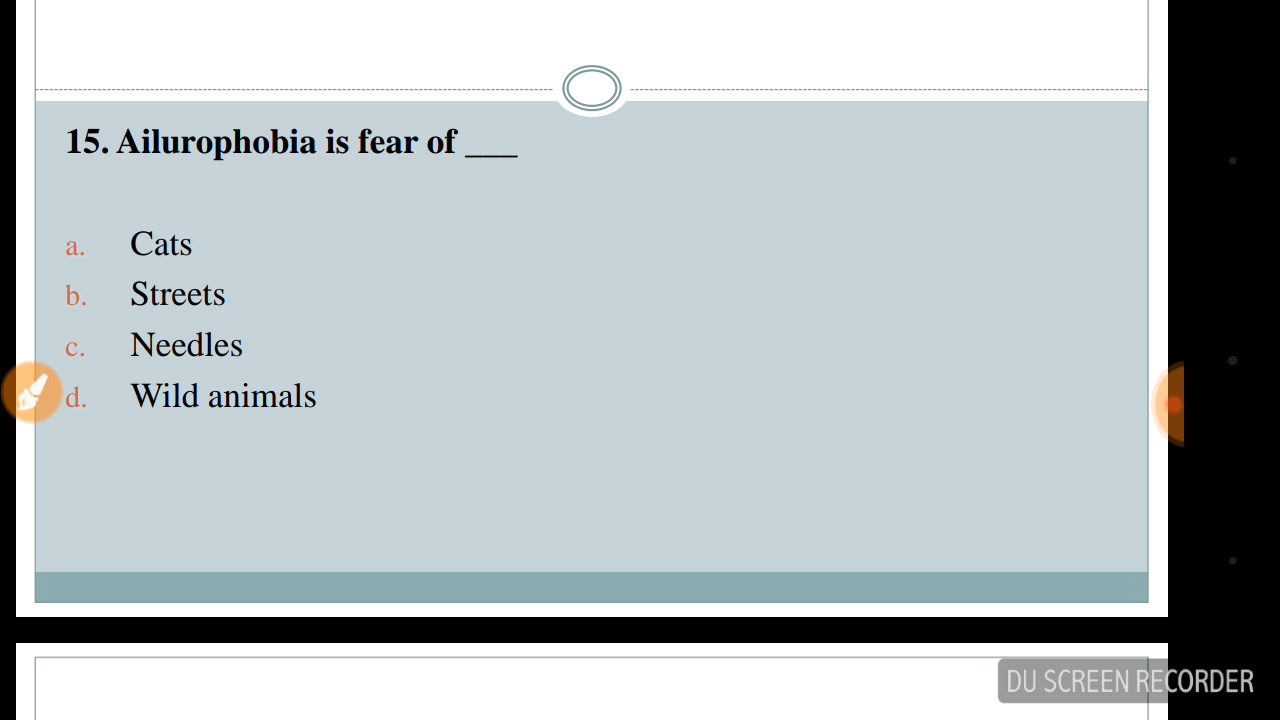 15. Ailurophobia is fear of ___
a. Cats
b. Streets
c. Needles
d. Wild animals
DU SCREEN RECORDER